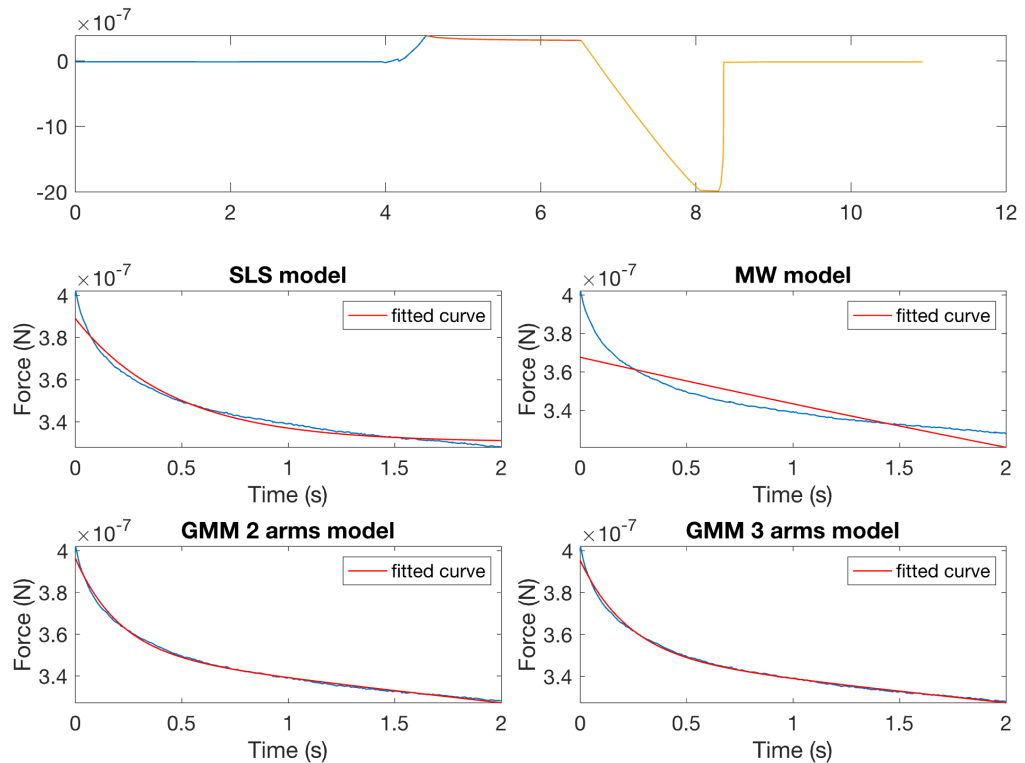 ×10⁻⁷
0
-10
-20
0 2 4 6 8 10 12
SLS model
×10⁻⁷
fitted curve
4
3.8
3.6
3.4
Force (N)
0 0.5 1 1.5 2
Time (s)
MW model
×10⁻⁷
fitted curve
4
3.8
3.6
3.4
Force (N)
0 0.5 1 1.5 2
Time (s)
GMM 2 arms model
×10⁻⁷
fitted curve
4
3.8
3.6
3.4
Force (N)
0 0.5 1 1.5 2
Time (s)
GMM 3 arms model
×10⁻⁷
fitted curve
4
3.8
3.6
3.4
Force (N)
0 0.5 1 1.5 2
Time (s)